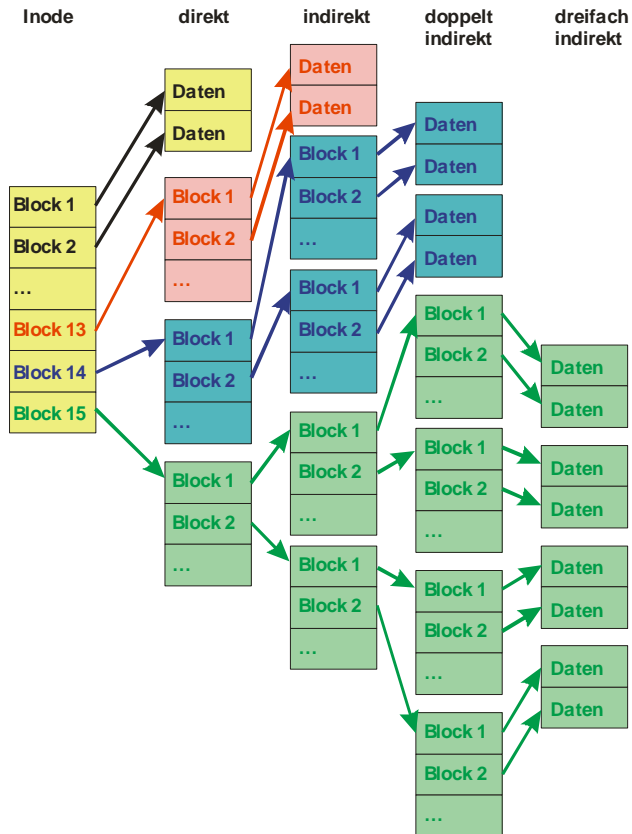 Inode
direkt
indirekt
doppelt
indirekt
dreifach
indirekt
Block 1
Block 2
...
Block 13
Block 14
Block 15
Daten
Daten
Block 1
Block 2
...
Block 1
Block 2
...
Block 1
Block 2
...
Daten
Daten
Block 1
Block 2
...
Block 1
Block 2
...
Block 1
Block 2
...
Block 1
Block 2
...
Daten
Daten
Daten
Daten
Block 1
Block 2
...
Block 1
Block 2
...
Block 1
Block 2
...
Block 1
Block 2
...
Daten
Daten
Daten
Daten
Daten
Daten
Daten
Daten